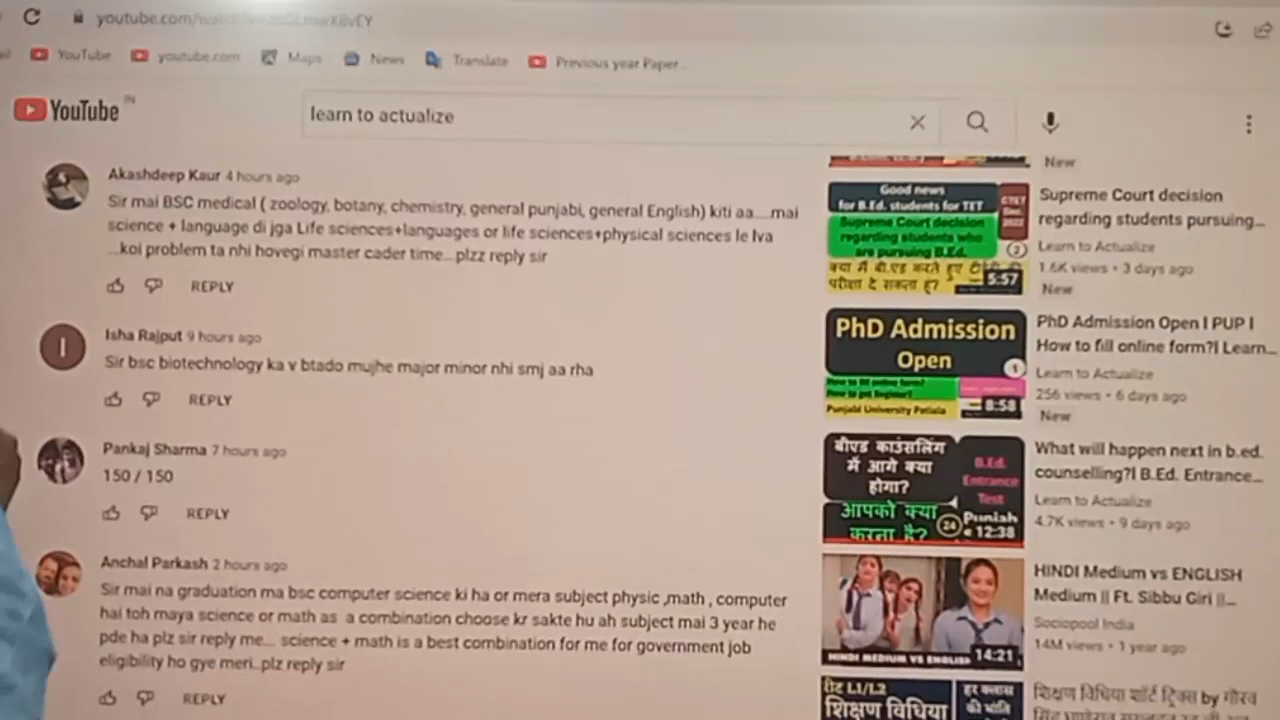 youtube.com/
YouTube
youtube.com
Maps
News
Translate
Previous year Paper...
YouTube IN
learn to actualize
Akashdeep Kaur 4 hours ago
Sir mai BSC medical ( zoology, botany, chemistry, general punjabi, general English) kiti aa....mai
science + language di jga Life sciences+languages or life sciences+physical sciences le lva
...koi problem ta nhi hovegi master cader time...plzz reply sir
REPLY
Isha Rajput 9 hours ago
Sir bsc biotechnology ka v btado mujhe major minor nhi smj aa rha
REPLY
Pankaj Sharma 7 hours ago
150 / 150
REPLY
Anchal Parkash 2 hours ago
Sir mai na graduation ma bsc computer science ki ha or mera subject physic ,math , computer
hai toh maya science or math as a combination choose kr sakte hu ah subject mai 3 year he
pde ha plz sir reply me... science + math is a best combination for me for government job
eligibility ho gye meri..plz reply sir
REPLY
New
Good news
for B.Ed. students for TET
Supreme Court decision
regarding students who
are pursuing B.Ed.
CTET
Dec.
2022
2
क्या मैं बी.एड करते हुए
परीक्षा दे सकता हूं?
5:57
Supreme Court decision
regarding students pursuing...
Learn to Actualize
1.6K views • 3 days ago
New
PhD Admission
Open
1
How to fill online form?
How to get Register?
Punjabi University Patiala
8:58
PhD Admission Open I PUP I
How to fill online form?I Learn...
Learn to Actualize
256 views • 6 days ago
New
बीएड काउंसलिंग
में आगे क्या
होगा?
आपको क्या
करना है?
B.Ed.
Entrance
Test
24
Punjab
12:38
What will happen next in b.ed.
counselling?I B.Ed. Entrance...
Learn to Actualize
4.7K views • 9 days ago
HINDI MEDIUM VS ENGLISH
14:21
HINDI Medium vs ENGLISH
Medium || Ft. Sibbu Giri ||...
Sociopool India
14M views • 1 year ago
रीट L1/L2
शिक्षण विधिया
हर क्लास
की भांति
शिक्षण विधिया शॉर्ट ट्रिक्स by गौरव